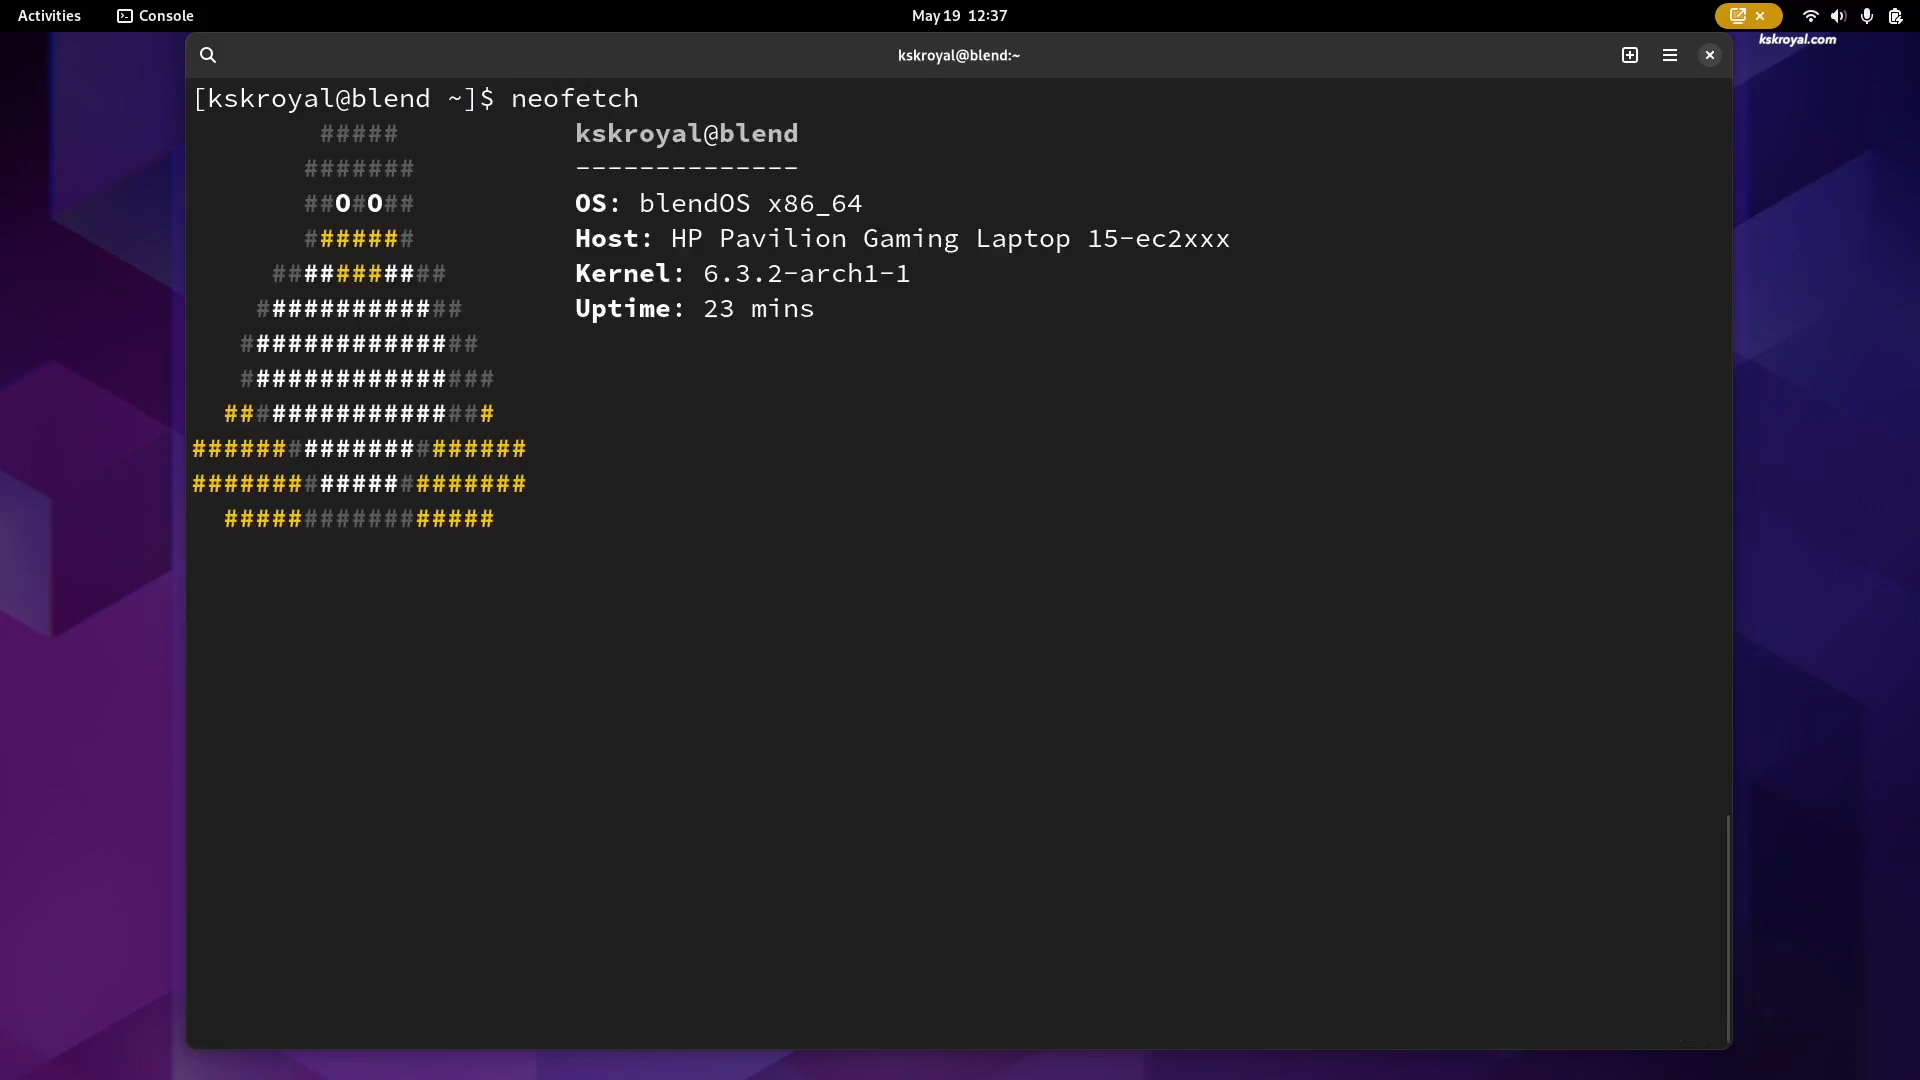 Activities Console May 19 12:37
kskroyal.com
kskroyal@blend:~
[kskroyal@blend ~]$ neofetch
##### kskroyal@blend
####### --------------
##O#O## OS: blendOS x86_64
####### Host: HP Pavilion Gaming Laptop 15-ec2xxx
########### Kernel: 6.3.2-arch1-1
############# Uptime: 23 mins
###############
################
#################
#####################
#####################
#################